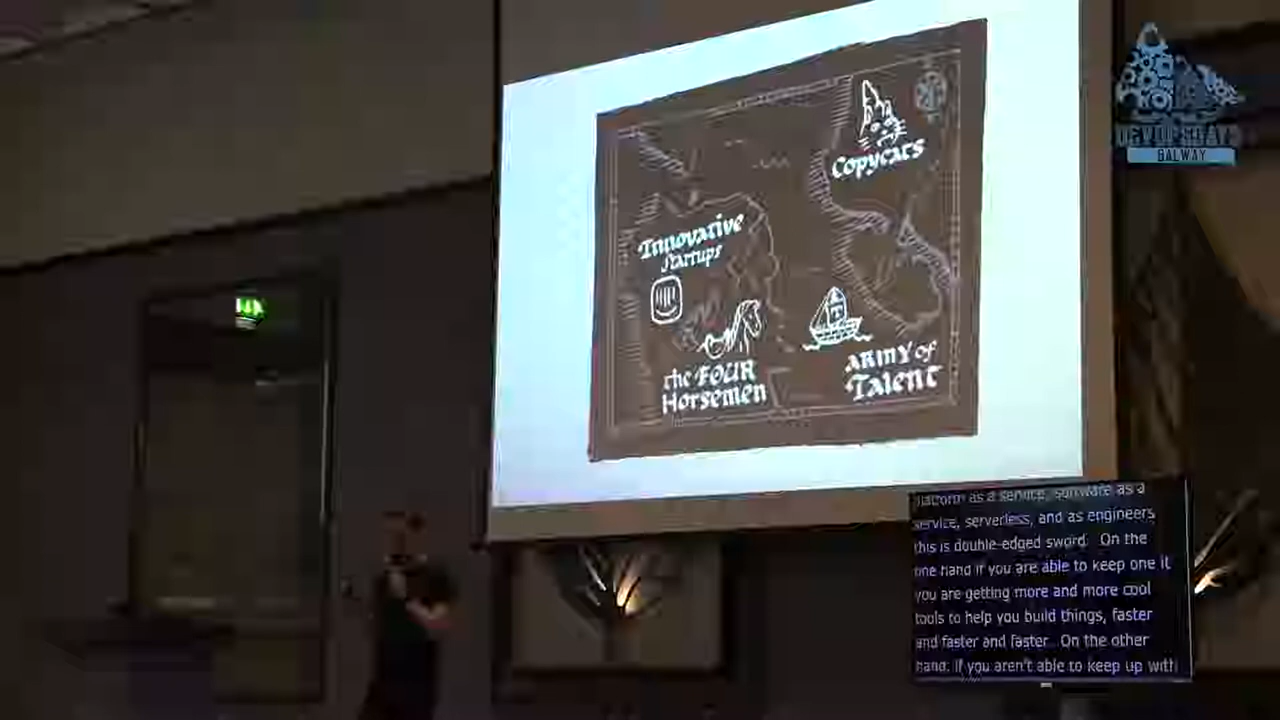 Copycats
Innovative
Startups
the FOUR
Horsemen
ARMY of
Talent
DEVOPSDAYS
GALWAY
platform as a service, software as a
service, serverless, and as engineers
this is double-edged sword. On the
one hand if you are able to keep one it
you are getting more and more cool
tools to help you build things, faster
and faster and faster. On the other
hand, if you aren't able to keep up with